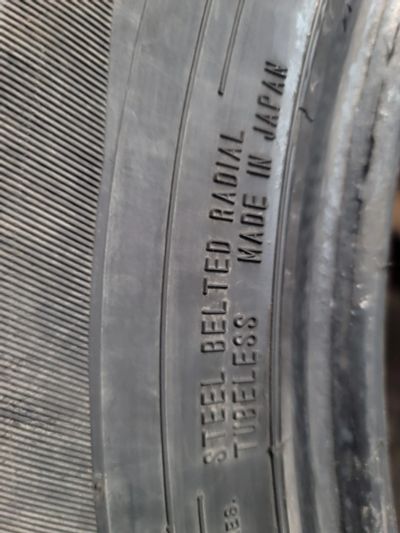 STEEL BELTED RADIAL
TUBELESS MADE IN JAPAN